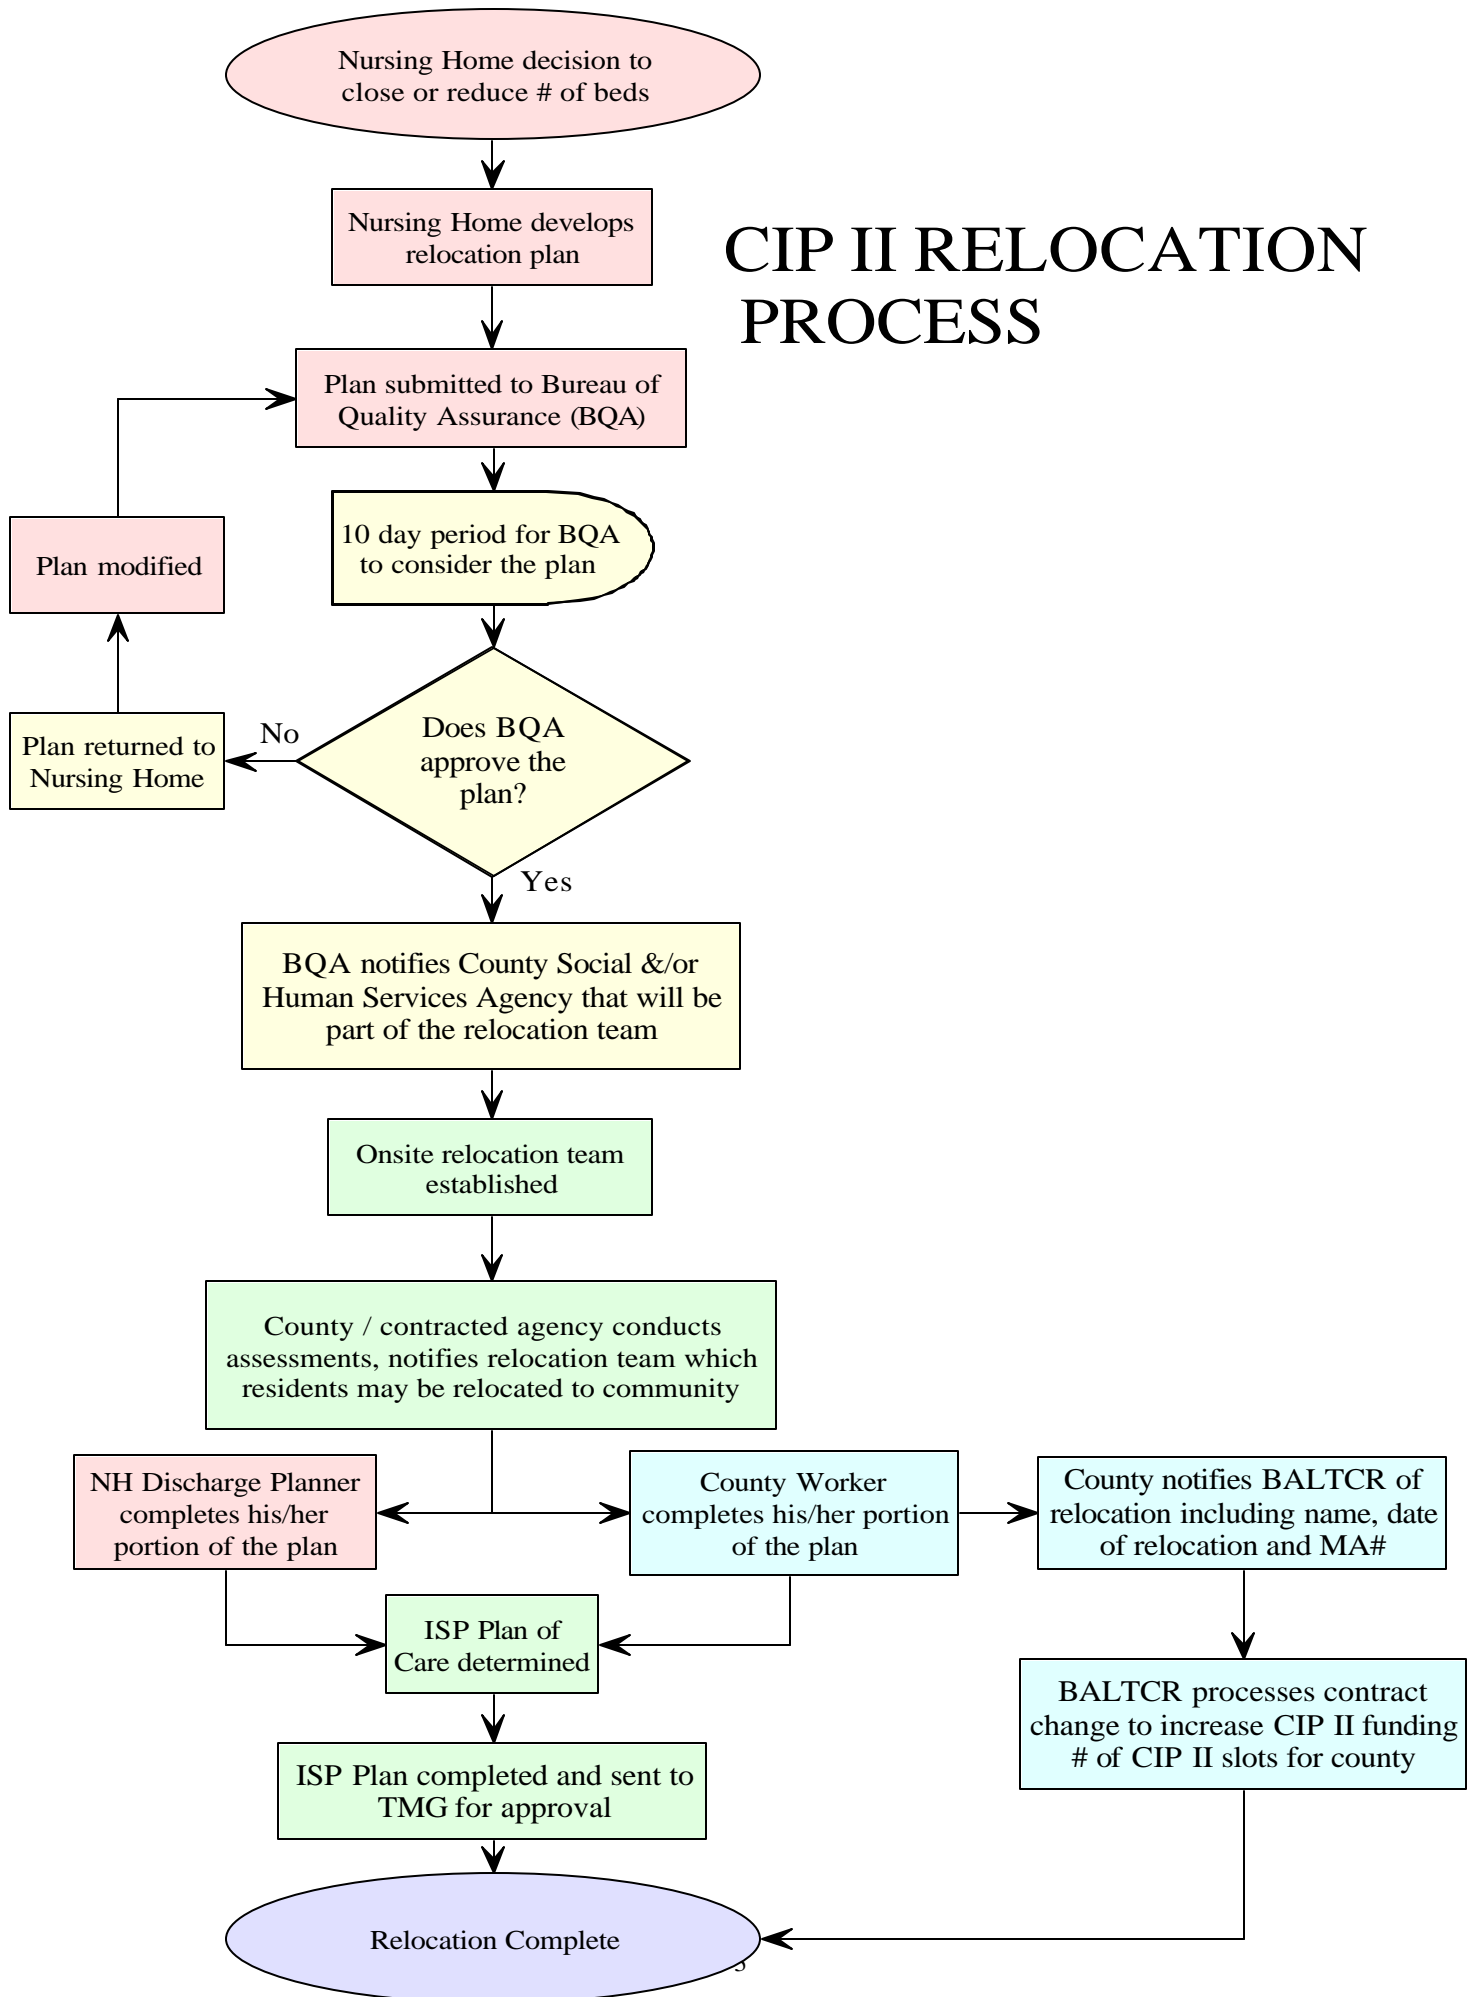 Nursing Home decision to
close or reduce # of beds
Nursing Home develops
relocation plan
CIP II RELOCATION
PROCESS
Plan submitted to Bureau of
Quality Assurance (BQA)
10 day period for BQA
to consider the plan
Plan modified
Does BQA
approve the
plan?
No
Plan returned to
Nursing Home
Yes
BQA notifies County Social &/or
Human Services Agency that will be
part of the relocation team
Onsite relocation team
established
County / contracted agency conducts
assessments, notifies relocation team which
residents may be relocated to community
NH Discharge Planner
completes his/her
portion of the plan
County Worker
completes his/her portion
of the plan
County notifies BALTCR of
relocation including name, date
of relocation and MA#
ISP Plan of
Care determined
BALTCR processes contract
change to increase CIP II funding
# of CIP II slots for county
ISP Plan completed and sent to
TMG for approval
Relocation Complete